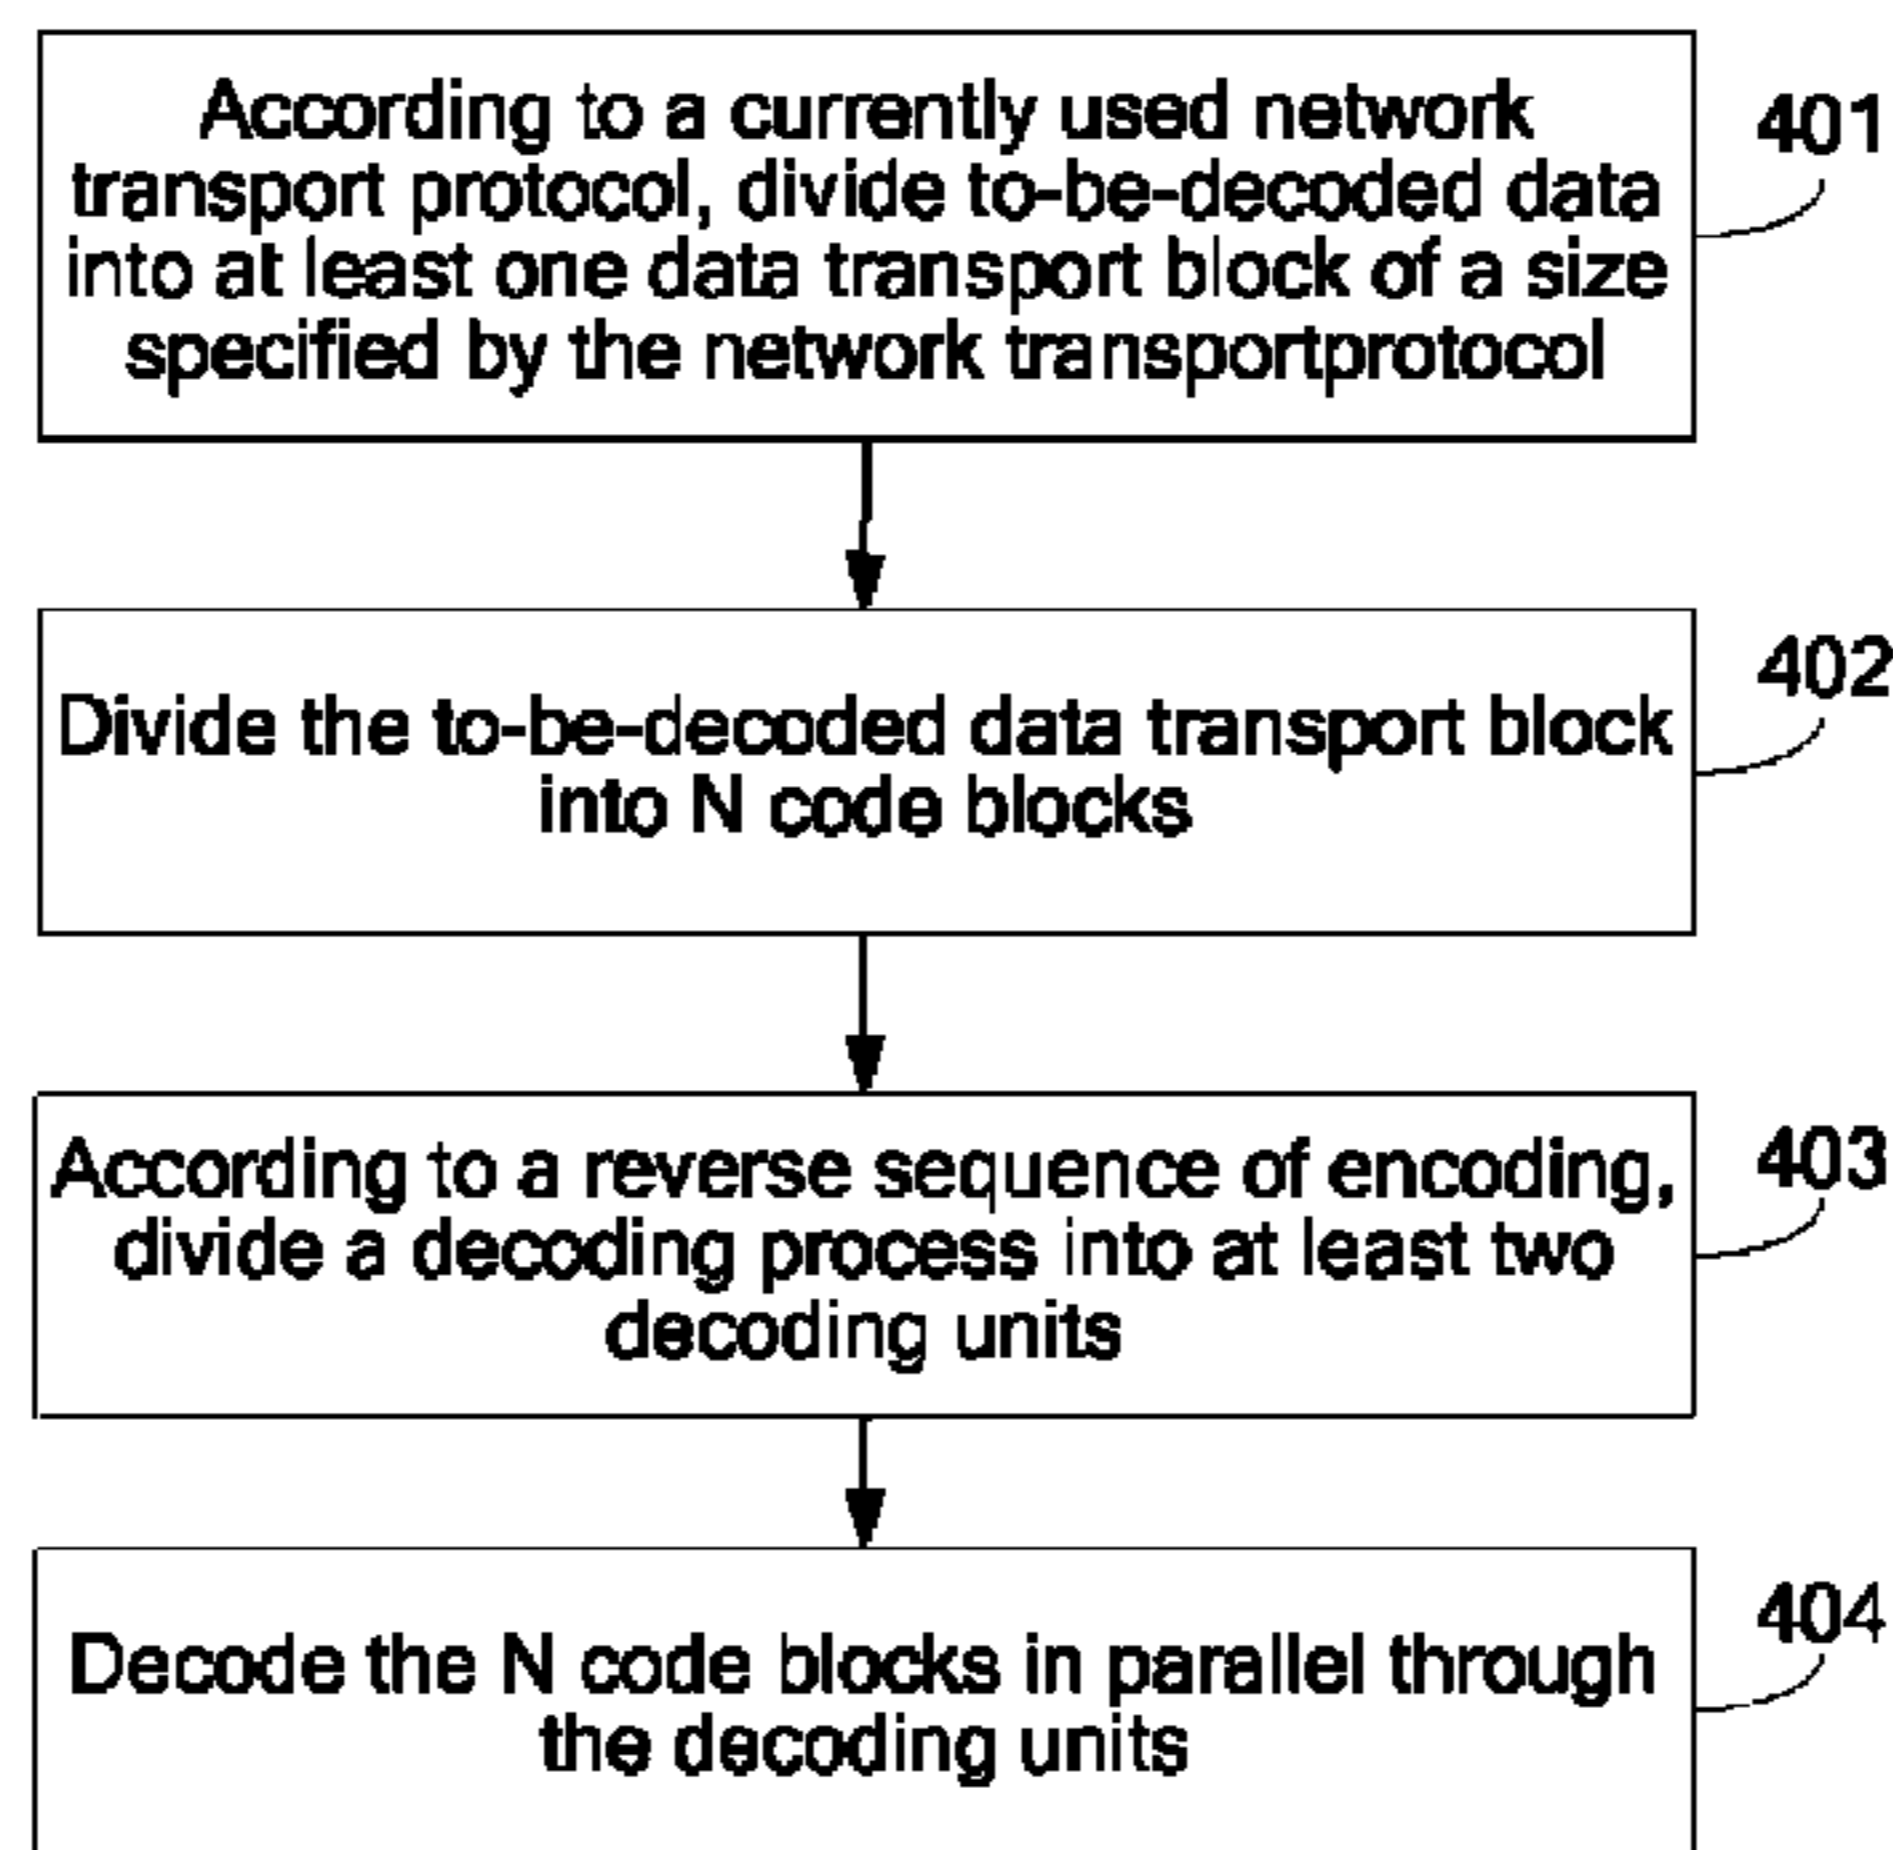 According to a currently used network
transport protocol, divide to-be-decoded data
into at least one data transport block of a size
specified by the network transportprotocol
401
Divide the to-be-decoded data transport block
into N code blocks
402
According to a reverse sequence of encoding,
divide a decoding process into at least two
decoding units
403
Decode the N code blocks in parallel through
the decoding units
404